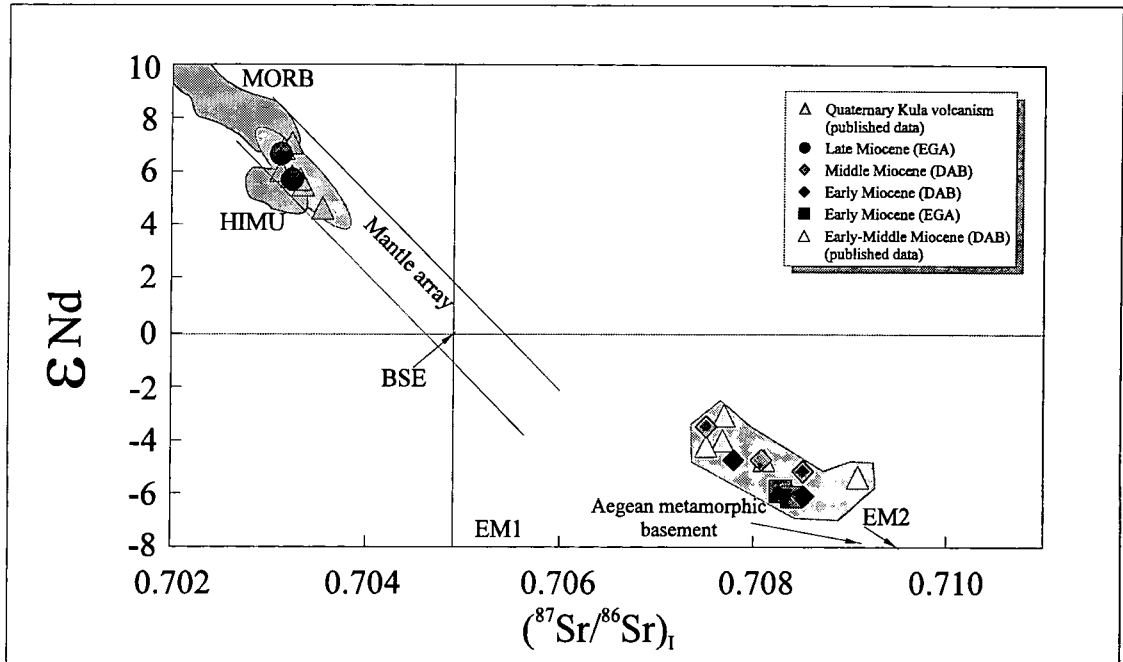 10
8
6
4
2
0
-2
-4
-6
-8
εNd
MORB
HIMU
Mantle array
BSE
EM1
Aegean metamorphic
basement
EM2
Quaternary Kula volcanism
(published data)
Late Miocene (EGA)
Middle Miocene (DAB)
Early Miocene (DAB)
Early Miocene (EGA)
Early-Middle Miocene (DAB)
(published data)
0.702 0.704 0.706 0.708 0.710
(⁸⁷Sr/⁸⁶Sr)I